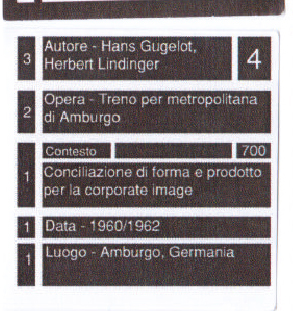 3 Autore - Hans Gugelot, 4
Herbert Lindinger
2 Opera - Treno per metropolitana
di Amburgo
Contesto 700
1 Conciliazione di forma e prodotto
per la corporate image
1 Data - 1960/1962
1 Luogo - Amburgo, Germania